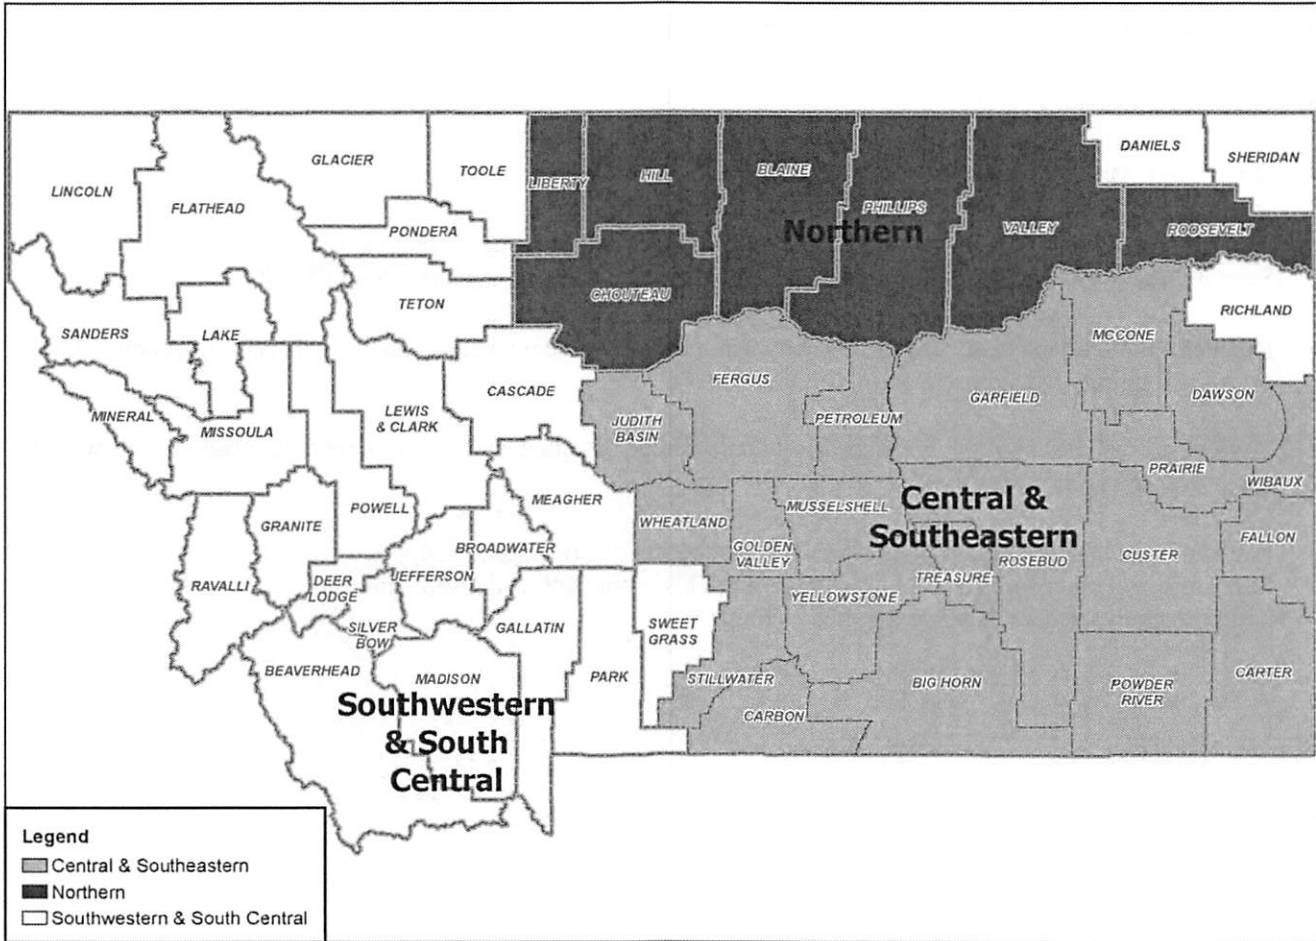 DANIELS
SHERIDAN
GLACIER
TOOLE
BLAINE
HILL
LIBERTY
LINCOLN
FLATHEAD
PHILLIPS
VALLEY
ROOSEVELT
PONDERA
Northern
CHOUTEAU
TETON
RICHLAND
SANDERS
LAKE
MCCONE
FERGUS
CASCADE
GARFIELD
DAWSON
MINERAL
MISSOULA
LEWIS
& CLARK
JUDITH
BASIN
PETROLEUM
PRAIRIE
WIBAUX
MEAGHER
Central &
Southeastern
GRANITE
POWELL
MUSSELSHELL
WHEATLAND
FALLON
BROADWATER
GOLDEN
VALLEY
ROSEBUD
CUSTER
RAVALLI
DEER
LODGE
JEFFERSON
TREASURE
YELLOWSTONE
SILVER
BOW
GALLATIN
SWEET
GRASS
BEAVERHEAD
MADISON
PARK
STILLWATER
BIG HORN
POWDER
RIVER
CARTER
CARBON
Southwestern
& South
Central
Legend
Central & Southeastern
Northern
Southwestern & South Central